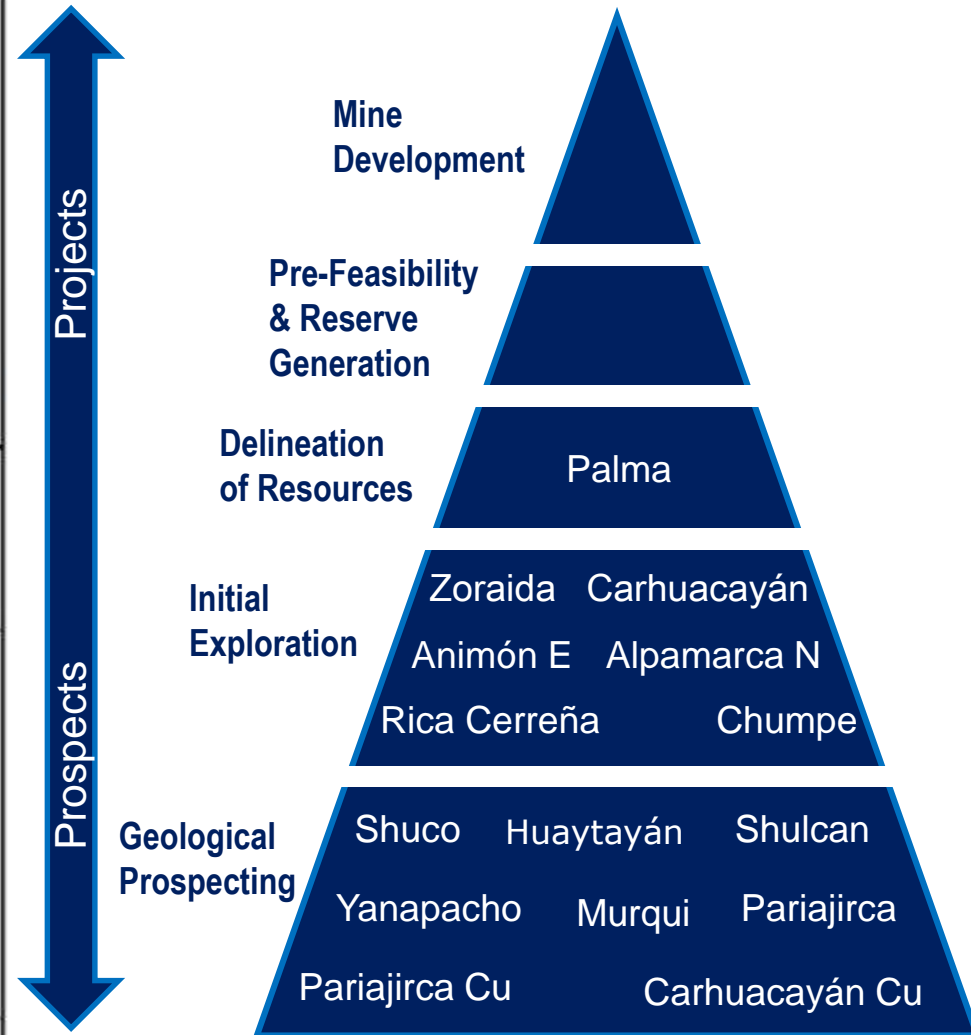 Projects
Prospects
Mine
Development
Pre-Feasibility
& Reserve
Generation
Delineation
of Resources
Palma
Initial
Exploration
Zoraida Carhuacayán
Animón E Alpamarca N
Rica Cerreña Chumpe
Geological
Prospecting
Shuco Huaytayán Shulcan
Yanapacho Murqui Pariajirca
Pariajirca Cu Carhuacayán Cu